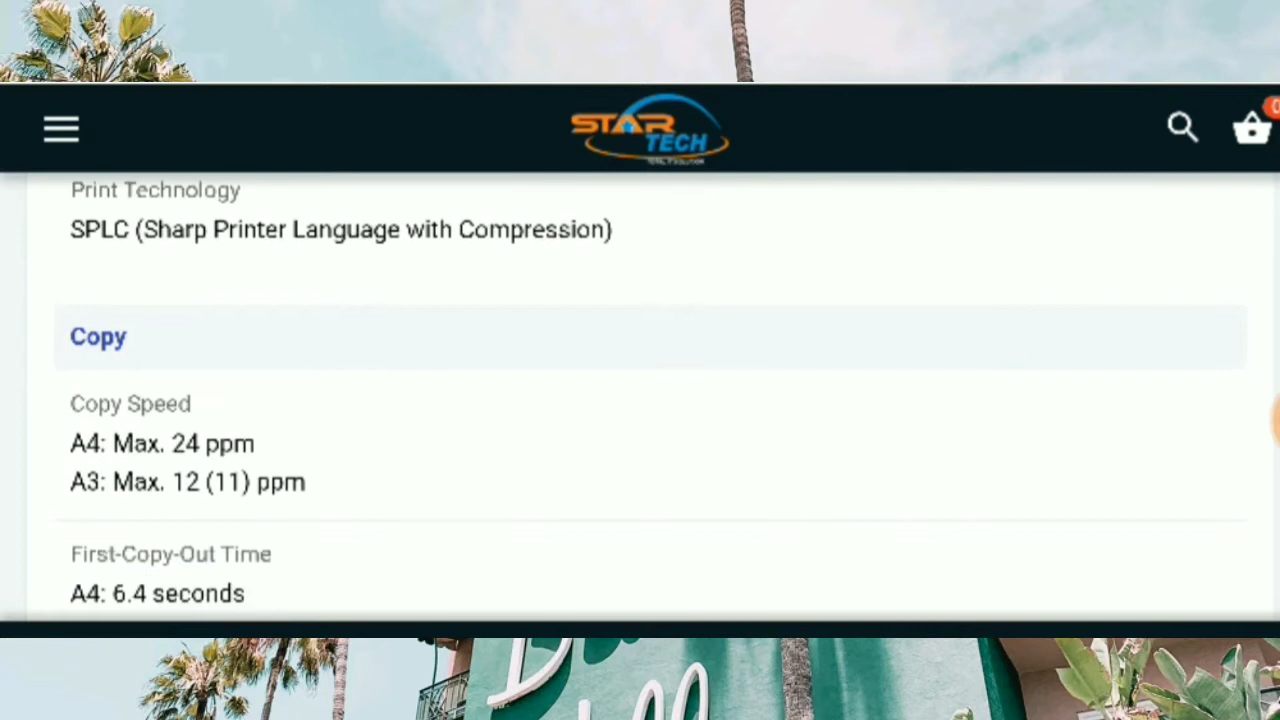 STAR
TECH
0
Print Technology
SPLC (Sharp Printer Language with Compression)
Copy
Copy Speed
A4: Max. 24 ppm
A3: Max. 12 (11) ppm
First-Copy-Out Time
A4: 6.4 seconds